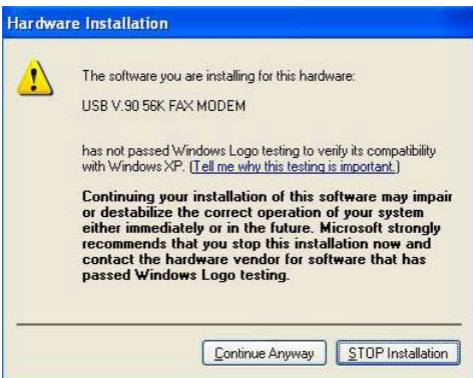 Hardware Installation
The software you are installing for this hardware:
USB V.90 56K FAX MODEM
has not passed Windows Logo testing to verify its compatibility
with Windows XP. (Tell me why this testing is important.)
Continuing your installation of this software may impair
or destabilize the correct operation of your system
either immediately or in the future. Microsoft strongly
recommends that you stop this installation now and
contact the hardware vendor for software that has
passed Windows Logo testing.
Continue Anyway STOP Installation